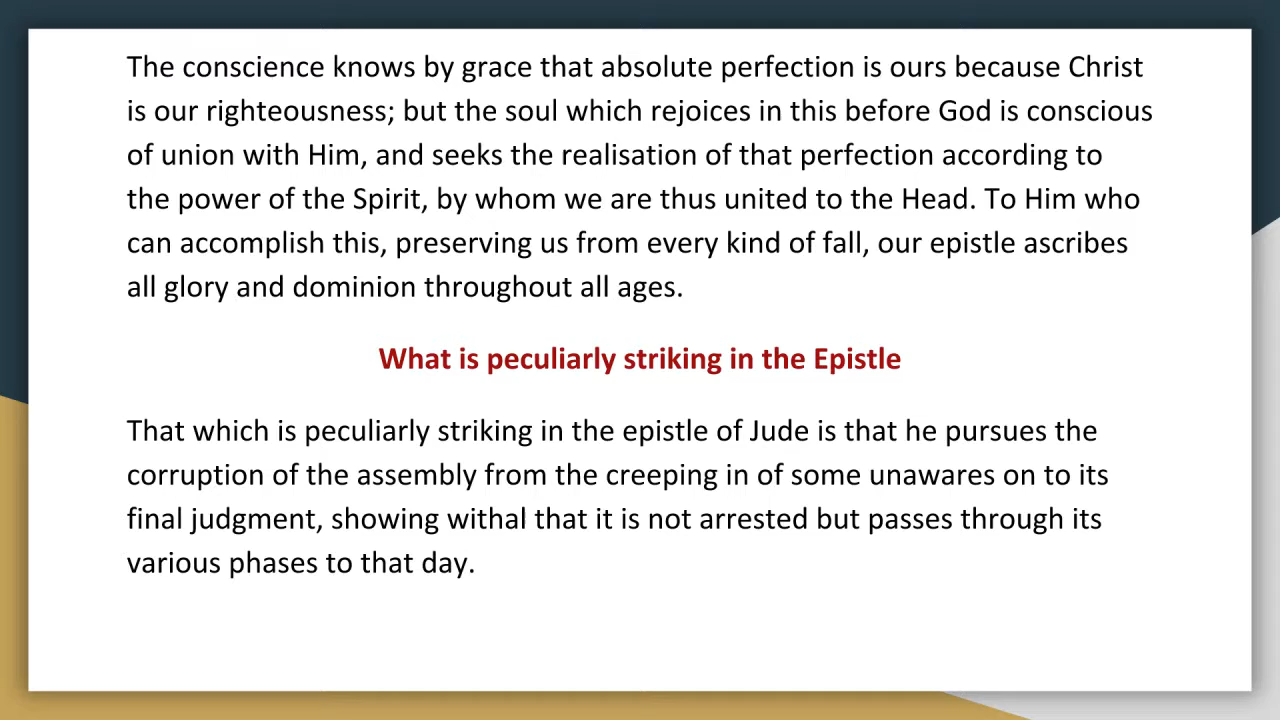 The conscience knows by grace that absolute perfection is ours because Christ
is our righteousness; but the soul which rejoices in this before God is conscious
of union with Him, and seeks the realisation of that perfection according to
the power of the Spirit, by whom we are thus united to the Head. To Him who
can accomplish this, preserving us from every kind of fall, our epistle ascribes
all glory and dominion throughout all ages.
What is peculiarly striking in the Epistle
That which is peculiarly striking in the epistle of Jude is that he pursues the
corruption of the assembly from the creeping in of some unawares on to its
final judgment, showing withal that it is not arrested but passes through its
various phases to that day.